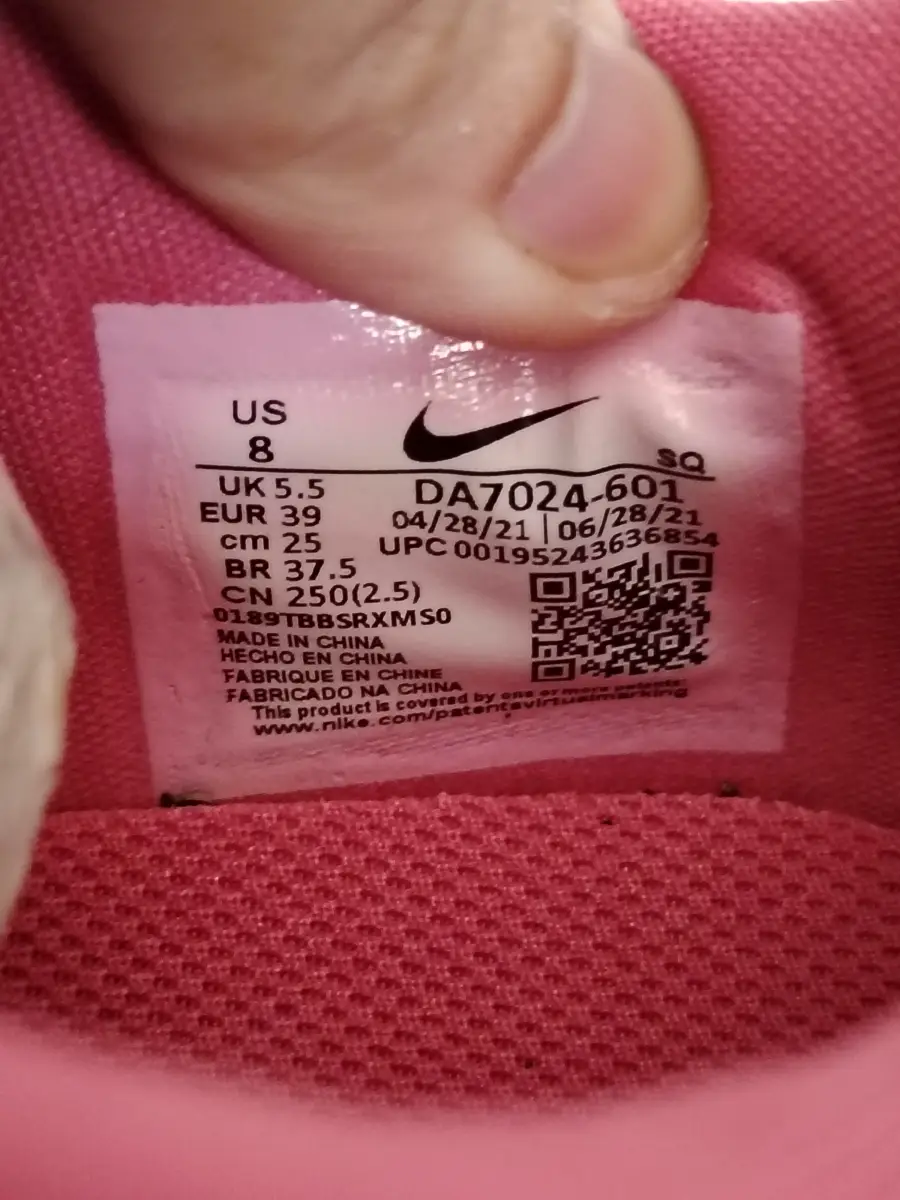 US
8
SQ
UK 5.5
DA7024-601
EUR 39
04/28/21 | 06/28/21
cm 25
UPC 00195243636854
BR 37.5
CN 250(2.5)
0189TBBSRXMS0
MADE IN CHINA
HECHO EN CHINA
FABRIQUE EN CHINE
FABRICADO NA CHINA
This product is covered by one or more patents:
www.nike.com/patentsvirtualmarking